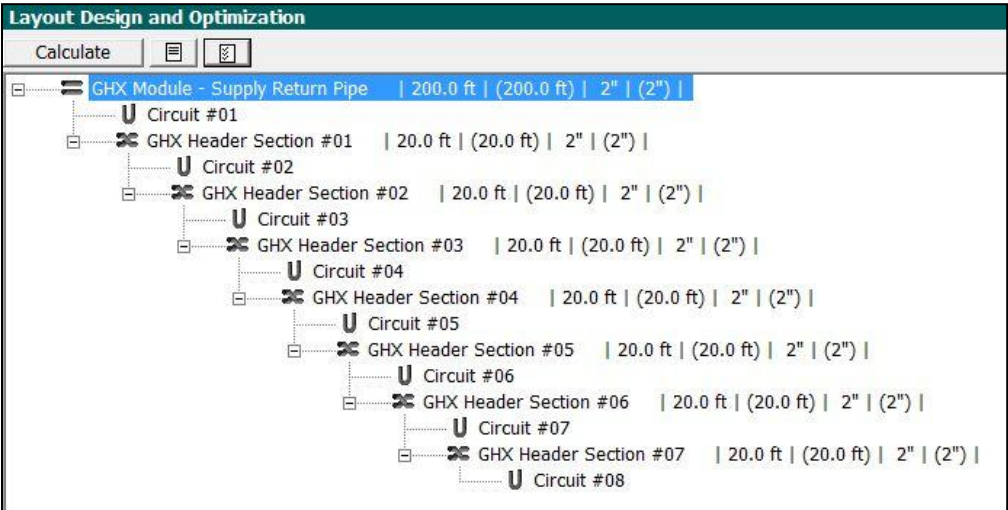 Layout Design and Optimization
Calculate
GHX Module - Supply Return Pipe | 200.0 ft | (200.0 ft) | 2" | (2") |
Circuit #01
GHX Header Section #01 | 20.0 ft | (20.0 ft) | 2" | (2") |
Circuit #02
GHX Header Section #02 | 20.0 ft | (20.0 ft) | 2" | (2") |
Circuit #03
GHX Header Section #03 | 20.0 ft | (20.0 ft) | 2" | (2") |
Circuit #04
GHX Header Section #04 | 20.0 ft | (20.0 ft) | 2" | (2") |
Circuit #05
GHX Header Section #05 | 20.0 ft | (20.0 ft) | 2" | (2") |
Circuit #06
GHX Header Section #06 | 20.0 ft | (20.0 ft) | 2" | (2") |
Circuit #07
GHX Header Section #07 | 20.0 ft | (20.0 ft) | 2" | (2") |
Circuit #08